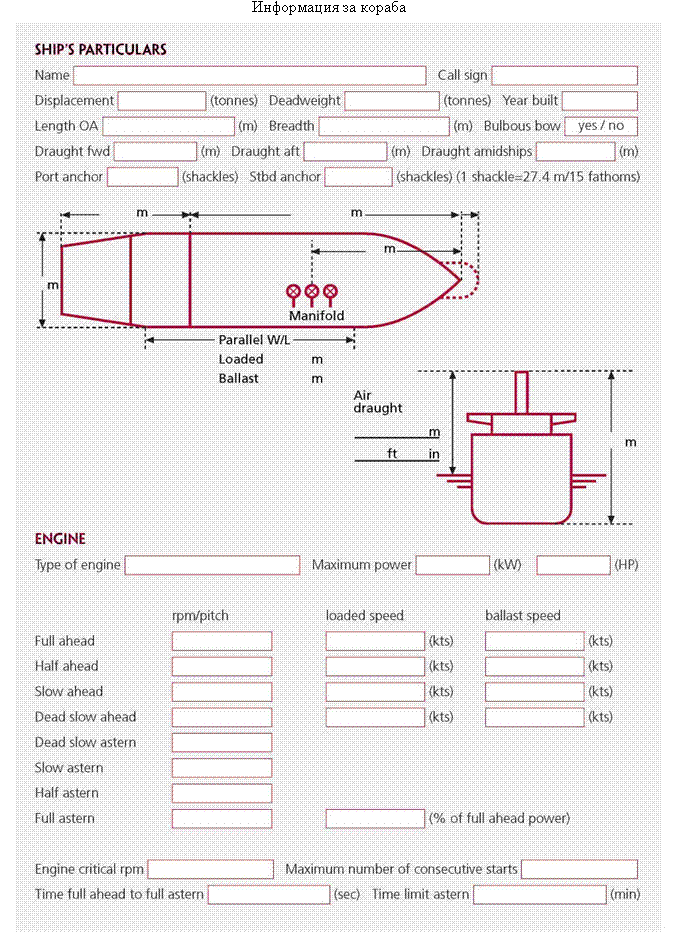 Информация за кораба
SHIP'S PARTICULARS
Name Call sign
Displacement (tonnes) Deadweight (tonnes) Year built
Length OA (m) Breadth (m) Bulbous bow yes / no
Draught fwd (m) Draught aft (m) Draught amidships (m)
Port anchor (shackles) Stbd anchor (shackles) (1 shackle=27.4 m/15 fathoms)
m m
m
m
Manifold
Parallel W/L
Loaded m
Ballast m
Air
draught
m
m
ft in
ENGINE
Type of engine Maximum power (kW) (HP)
rpm/pitch loaded speed ballast speed
Full ahead (kts) (kts)
Half ahead (kts) (kts)
Slow ahead (kts) (kts)
Dead slow ahead (kts) (kts)
Dead slow astern
Slow astern
Half astern
Full astern (% of full ahead power)
Engine critical rpm Maximum number of consecutive starts
Time full ahead to full astern (sec) Time limit astern (min)